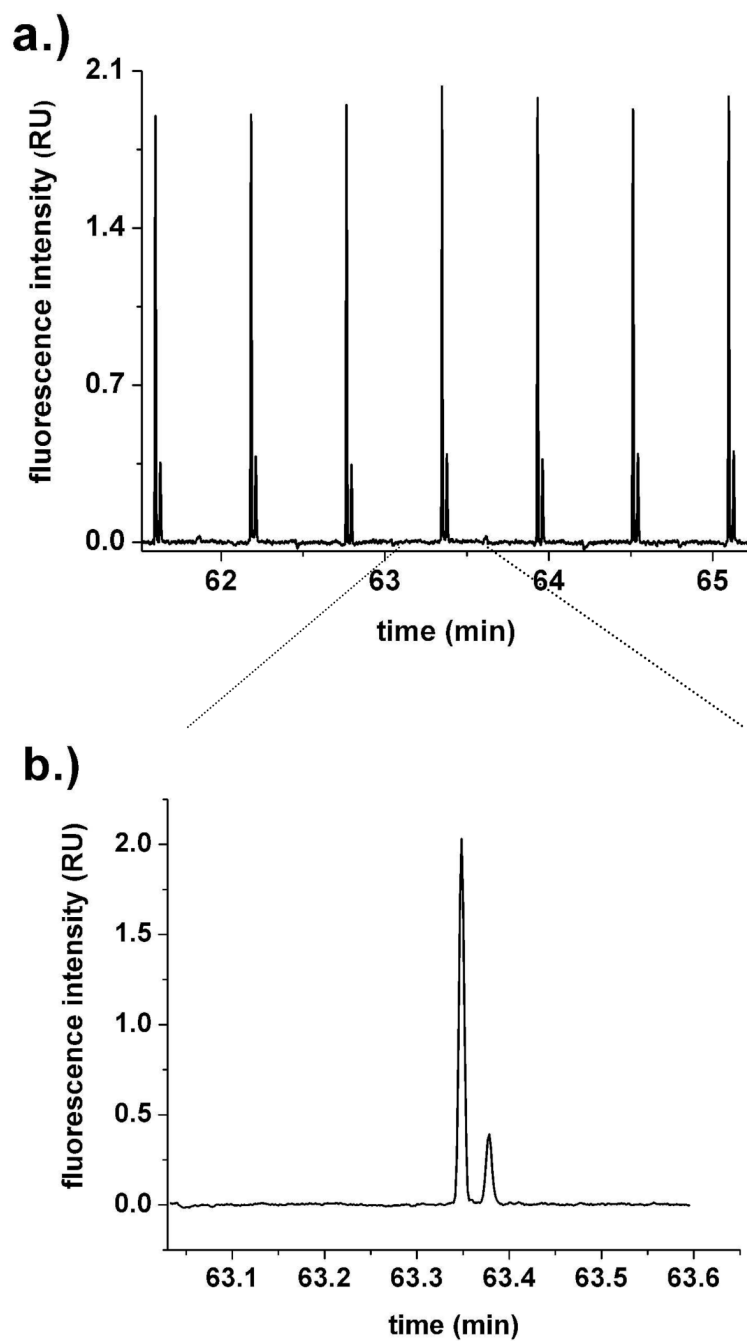 a.)
2.1
1.4
0.7
0.0
fluorescence intensity (RU)
62 63 64 65
time (min)
b.)
2.0
1.5
1.0
0.5
0.0
fluorescence intensity (RU)
63.1 63.2 63.3 63.4 63.5 63.6
time (min)